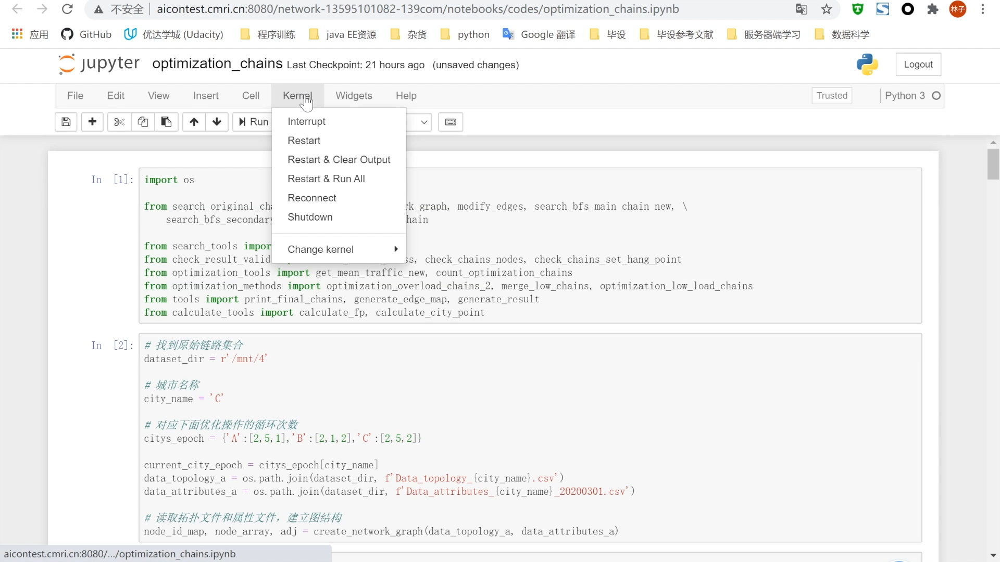 不安全 aicontest.cmri.cn:8080/network-13595101082-139com/notebooks/codes/optimization_chains.ipynb 林子
应用 GitHub 优达学城 (Udacity) 程序训练 java EE资源 杂货 python Google 翻译 毕设 毕设参考文献 服务器端学习 数据科学
jupyter optimization_chains Last Checkpoint: 21 hours ago (unsaved changes) Logout
File Edit View Insert Cell Kernel Widgets Help Trusted Python 3
Run
Interrupt
Restart
Restart & Clear Output
Restart & Run All
Reconnect
Shutdown
Change kernel
In [1]: import os
from search_original_cha rk_graph, modify_edges, search_bfs_main_chain_new, \
search_bfs_secondary hain
from search_tools impor
from check_result_valid ss, check_chains_nodes, check_chains_set_hang_point
from optimization_tools import get_mean_traffic_new, count_optimization_chains
from optimization_methods import optimization_overload_chains_2, merge_low_chains, optimization_low_load_chains
from tools import print_final_chains, generate_edge_map, generate_result
from calculate_tools import calculate_fp, calculate_city_point
In [2]: # 找到原始链路集合
dataset_dir = r'/mnt/4'
# 城市名称
city_name = 'C'
# 对应下面优化操作的循环次数
citys_epoch = {'A':[2,5,1],'B':[2,1,2],'C':[2,5,2]}
current_city_epoch = citys_epoch[city_name]
data_topology_a = os.path.join(dataset_dir, f'Data_topology_{city_name}.csv')
data_attributes_a = os.path.join(dataset_dir, f'Data_attributes_{city_name}_20200301.csv')
# 读取拓扑文件和属性文件，建立图结构
node_id_map, node_array, adj = create_network_graph(data_topology_a, data_attributes_a)
aicontest.cmri.cn:8080/.../optimization_chains.ipynb